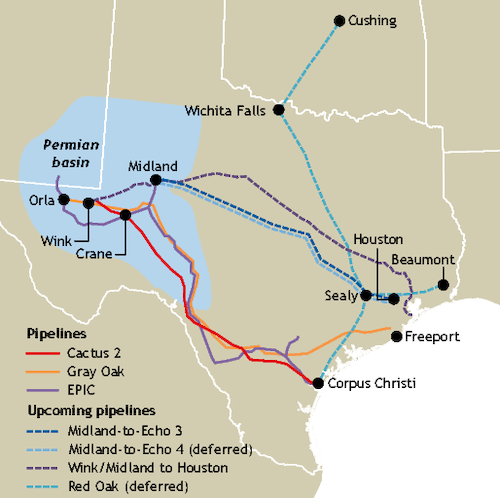 Cushing
Wichita Falls
Permian
basin
Midland
Orla
Wink
Crane
Houston
Beaumont
Sealy
Freeport
Corpus Christi
Pipelines
Cactus 2
Gray Oak
EPIC
Upcoming pipelines
Midland-to-Echo 3
Midland-to-Echo 4 (deferred)
Wink/Midland to Houston
Red Oak (deferred)